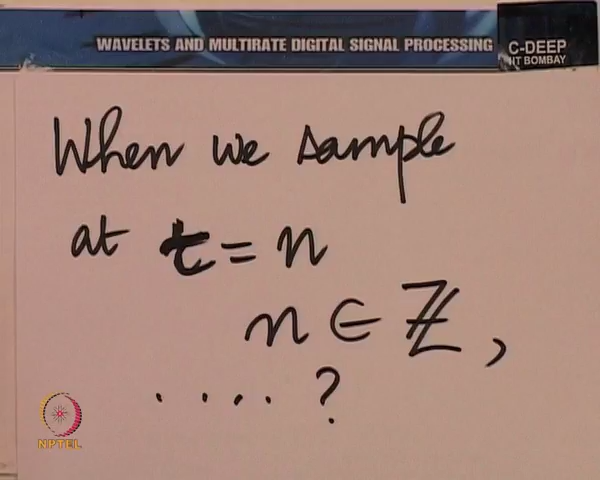 WAVELETS AND MULTIRATE DIGITAL SIGNAL PROCESSING
C-DEEP
IIT BOMBAY
When we sample
at t = n
n ∈ ℤ,
. . . . ?
NPTEL